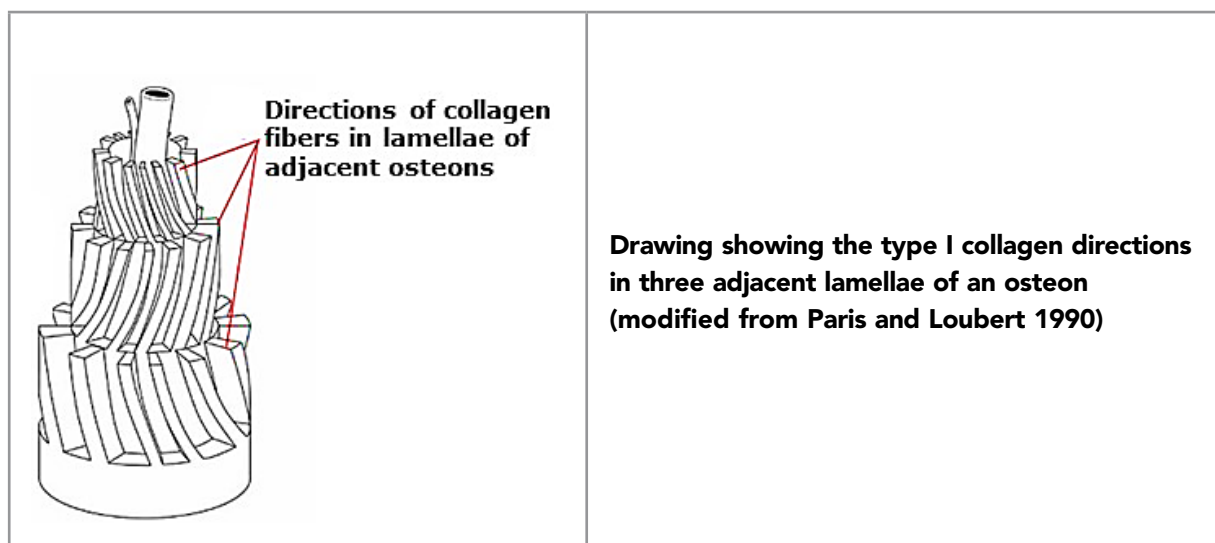 Directions of collagen
fibers in lamellae of
adjacent osteons
Drawing showing the type I collagen directions
in three adjacent lamellae of an osteon
(modified from Paris and Loubert 1990)